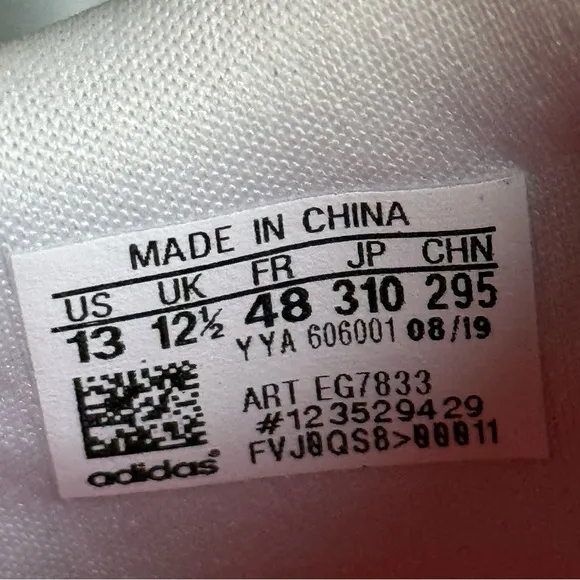 MADE IN CHINA
US UK FR JP CHN
13 12½ 48 310 295
YYA 606001 08/19
ART EG7833
#123529429
FVJ0QS8>00011
adidas®